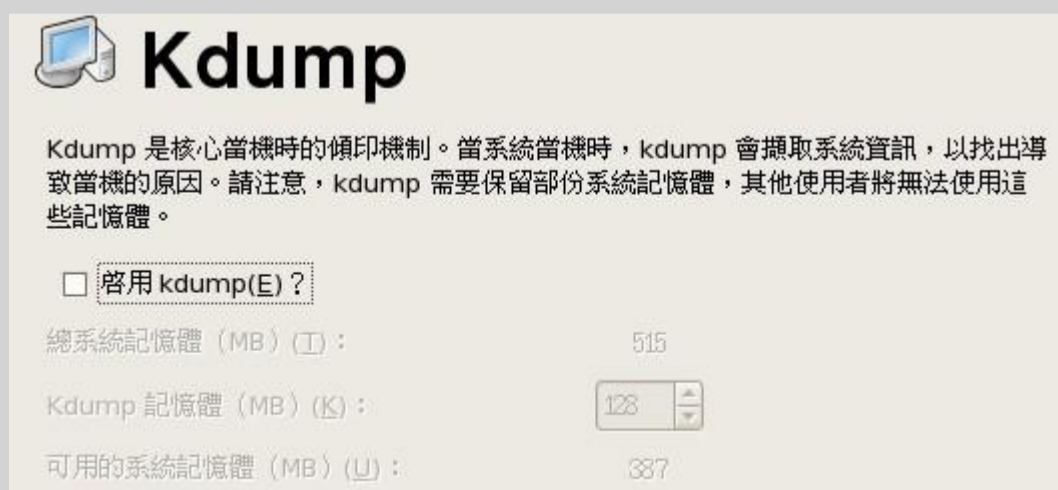 Kdump
Kdump 是核心當機時的傾印機制。當系統當機時，kdump 會擷取系統資訊，以找出導
致當機的原因。請注意，kdump 需要保留部份系統記憶體，其他使用者將無法使用這
些記憶體。
啓用 kdump(E)？
總系統記憶體（MB）(T)： 515
Kdump 記憶體（MB）(K)： 128
可用的系統記憶體（MB）(U)： 387